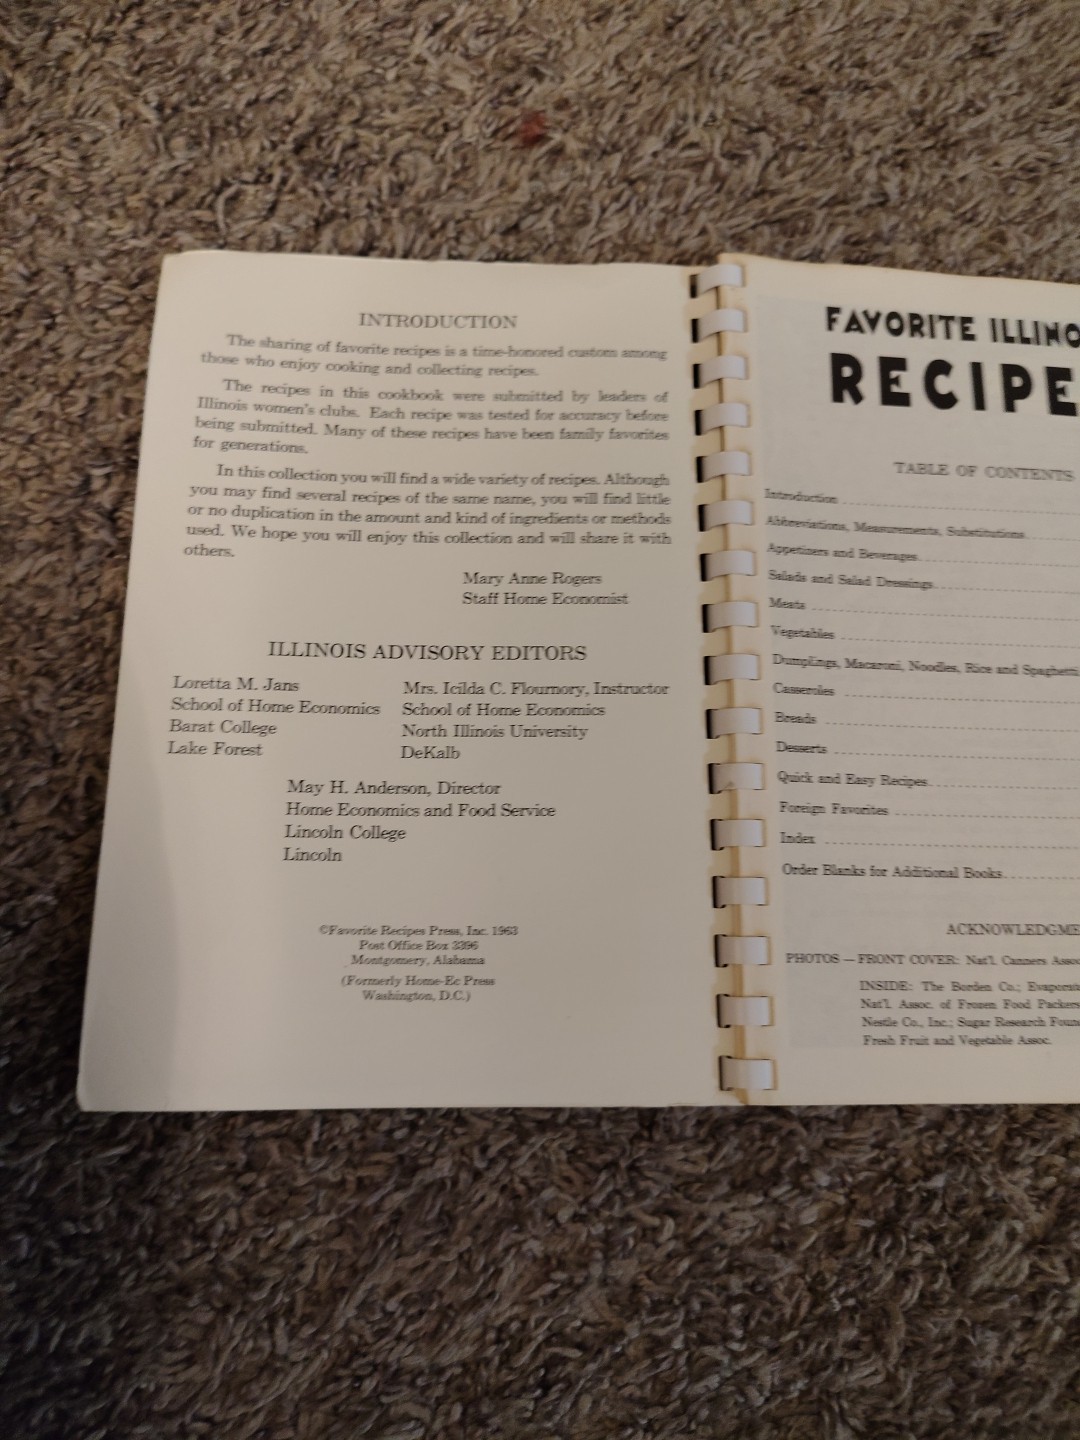 INTRODUCTION
The sharing of favorite recipes is a time-honored custom among
those who enjoy cooking and collecting recipes.
The recipes in this cookbook were submitted by leaders of
Illinois women's clubs. Each recipe was tested for accuracy before
being submitted. Many of these recipes have been family favorites
for generations.
In this collection you will find a wide variety of recipes. Although
you may find several recipes of the same name, you will find little
or no duplication in the amount and kind of ingredients or methods
used. We hope you will enjoy this collection and will share it with
others.
Mary Anne Rogers
Staff Home Economist
ILLINOIS ADVISORY EDITORS
Loretta M. Jans
School of Home Economics
Barat College
Lake Forest
Mrs. Icilda C. Flournory, Instructor
School of Home Economics
North Illinois University
DeKalb
May H. Anderson, Director
Home Economics and Food Service
Lincoln College
Lincoln
©Favorite Recipes Press, Inc. 1963
Post Office Box 3396
Montgomery, Alabama
(Formerly Home-Ec Press
Washington, D.C.)
FAVORITE ILLINO
RECIPE
TABLE OF CONTENTS
Introduction
Abbreviations, Measurements, Substitutions
Appetizers and Beverages
Salads and Salad Dressings
Meats
Vegetables
Dumplings, Macaroni, Noodles, Rice and Spaghetti
Casseroles
Breads
Desserts
Quick and Easy Recipes
Foreign Favorites
Index
Order Blanks for Additional Books
ACKNOWLEDGME
PHOTOS — FRONT COVER: Nat'l. Canners Assoc
INSIDE: The Borden Co.; Evaporat
Nat'l. Assoc. of Frozen Food Packers
Nestle Co., Inc.; Sugar Research Foun
Fresh Fruit and Vegetable Assoc.